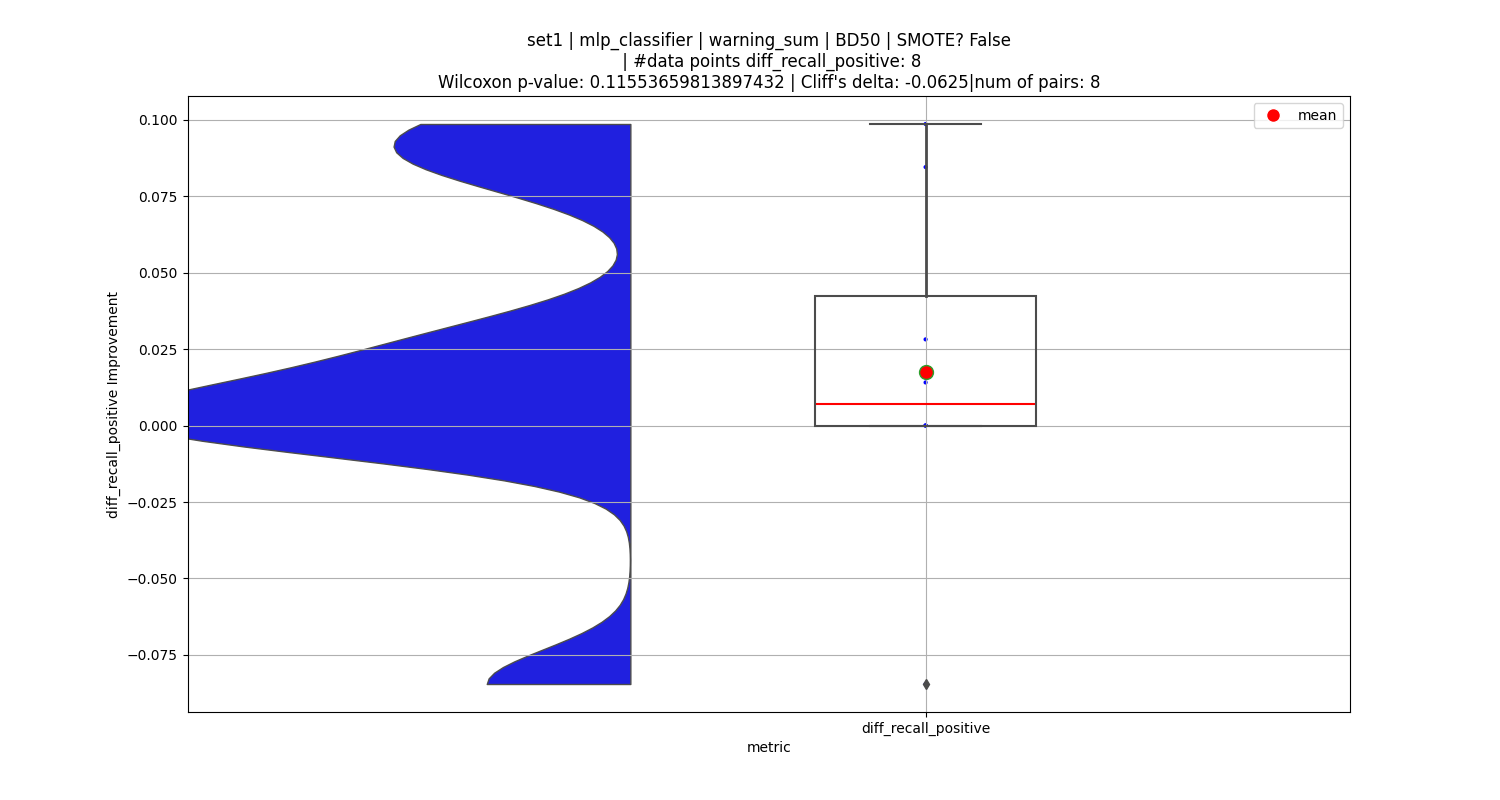 set1 | mlp_classifier | warning_sum | BD50 | SMOTE? False
| #data points diff_recall_positive: 8
Wilcoxon p-value: 0.11553659813897432 | Cliff's delta: -0.0625|num of pairs: 8
mean
0.100
0.075
0.050
0.025
0.000
−0.025
−0.050
−0.075
diff_recall_positive Improvement
diff_recall_positive
metric